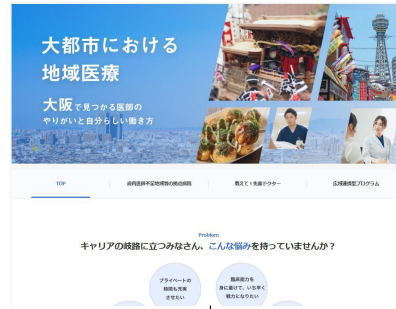 大都市における
地域医療
大阪で見つかる医師の
やりがいと自分らしい働き方
TOP
府内医師不足地域等の拠点病院
教えて！先輩ドクター
広域連携型プログラム
Problem
キャリアの岐路に立つみなさん、こんな悩みを持っていませんか？
プライベートの
時間も充実
させたい
臨床能力を
身に着けて、いち早く
戦力になりたい